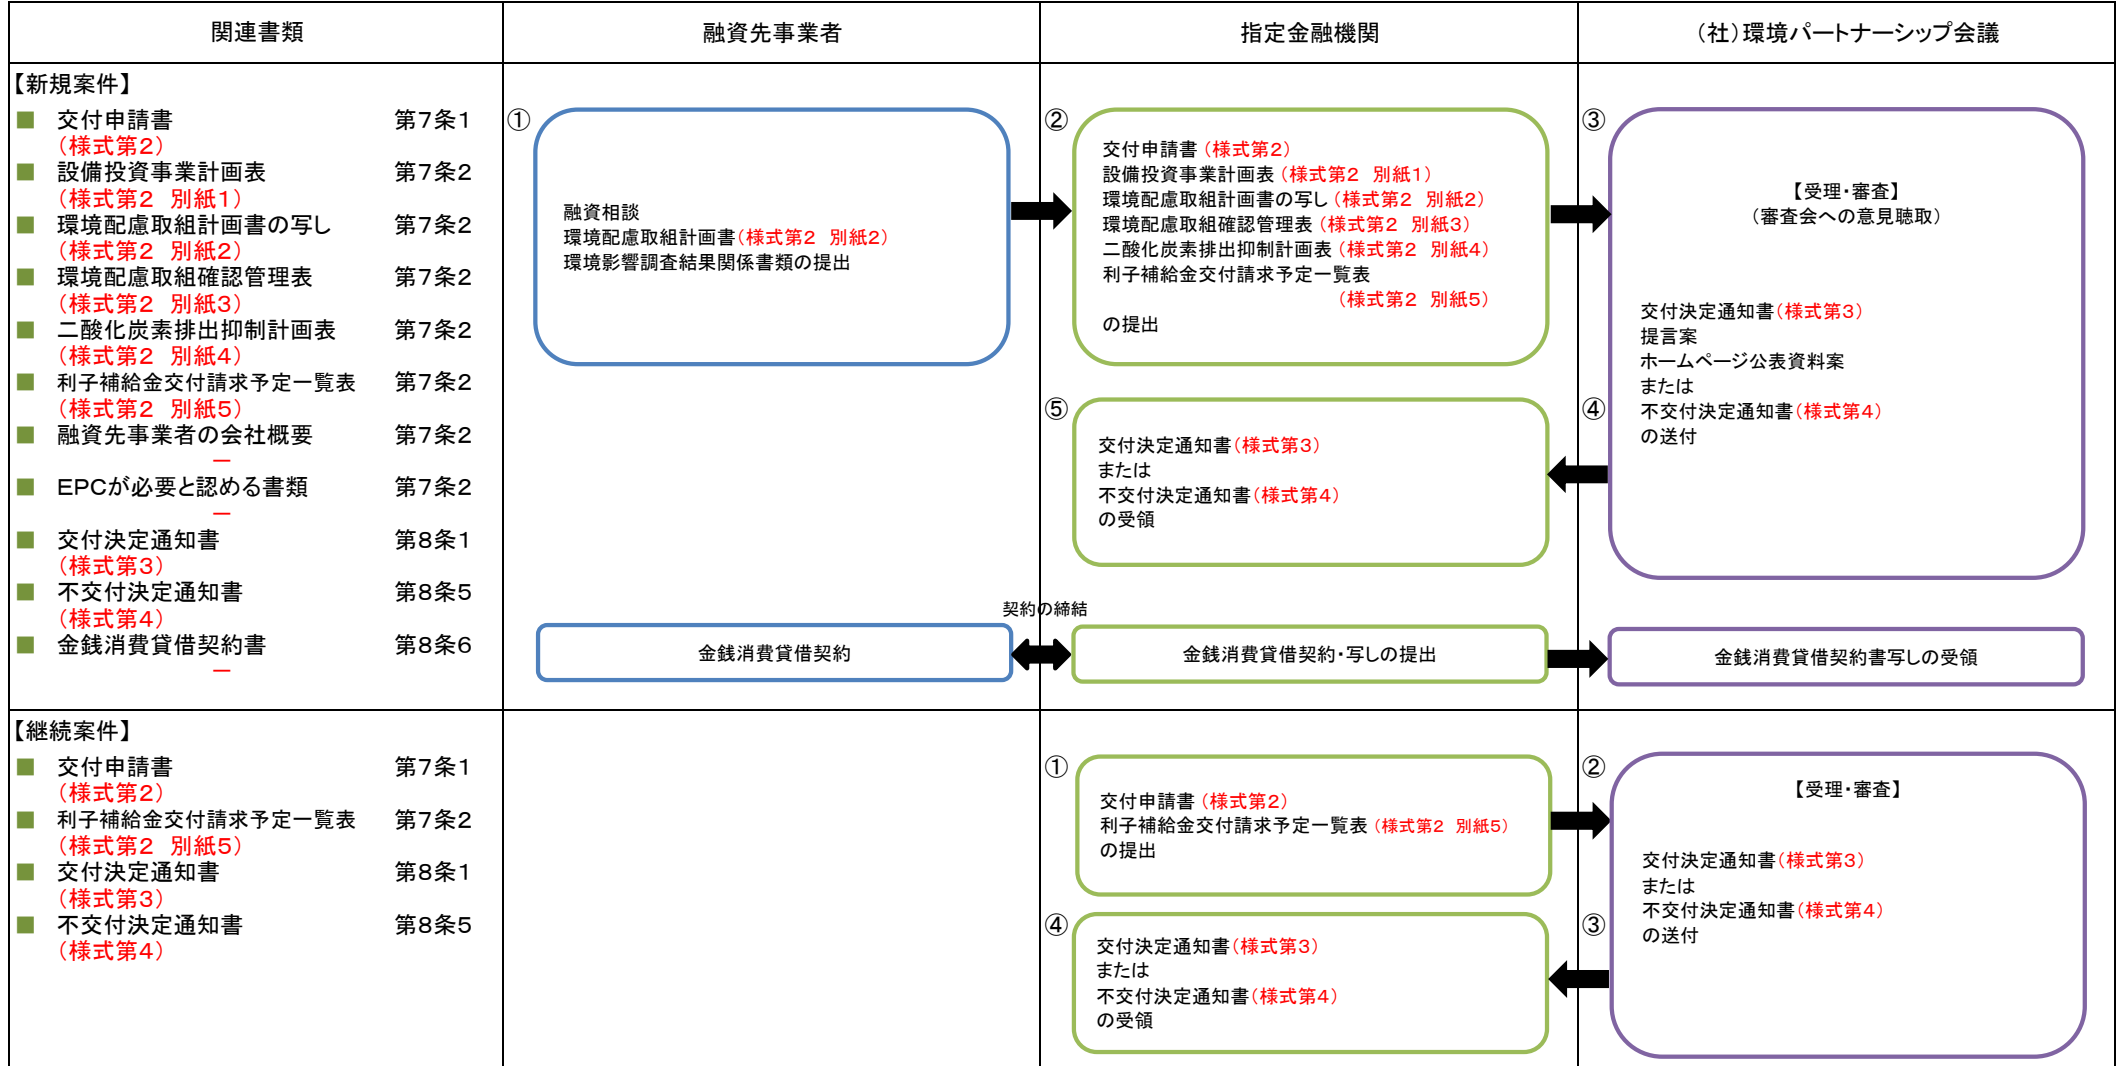 関連書類
融資先事業者
指定金融機関
（社）環境パートナーシップ会議
【新規案件】
■ 交付申請書 第7条1
（様式第2）
■ 設備投資事業計画表 第7条2
（様式第2 別紙1）
■ 環境配慮取組計画書の写し 第7条2
（様式第2 別紙2）
■ 環境配慮取組確認管理表 第7条2
（様式第2 別紙3）
■ 二酸化炭素排出抑制計画表 第7条2
（様式第2 別紙4）
■ 利子補給金交付請求予定一覧表 第7条2
（様式第2 別紙5）
■ 融資先事業者の会社概要 第7条2
－
■ EPCが必要と認める書類 第7条2
－
■ 交付決定通知書 第8条1
（様式第3）
■ 不交付決定通知書 第8条5
（様式第4）
■ 金銭消費貸借契約書 第8条6
－
①
融資相談
環境配慮取組計画書（様式第2 別紙2）
環境影響調査結果関係書類の提出
②
交付申請書（様式第2）
設備投資事業計画表（様式第2 別紙1）
環境配慮取組計画書の写し（様式第2 別紙2）
環境配慮取組確認管理表（様式第2 別紙3）
二酸化炭素排出抑制計画表（様式第2 別紙4）
利子補給金交付請求予定一覧表
（様式第2 別紙5）
の提出
③
【受理・審査】
（審査会への意見聴取）
④
交付決定通知書（様式第3）
提言案
ホームページ公表資料案
または
不交付決定通知書（様式第4）
の送付
⑤
交付決定通知書（様式第3）
または
不交付決定通知書（様式第4）
の受領
契約の締結
金銭消費貸借契約
金銭消費貸借契約・写しの提出
金銭消費貸借契約書写しの受領
【継続案件】
■ 交付申請書 第7条1
（様式第2）
■ 利子補給金交付請求予定一覧表 第7条2
（様式第2 別紙5）
■ 交付決定通知書 第8条1
（様式第3）
■ 不交付決定通知書 第8条5
（様式第4）
①
交付申請書（様式第2）
利子補給金交付請求予定一覧表（様式第2 別紙5）
の提出
②
【受理・審査】
③
交付決定通知書（様式第3）
または
不交付決定通知書（様式第4）
の送付
④
交付決定通知書（様式第3）
または
不交付決定通知書（様式第4）
の受領